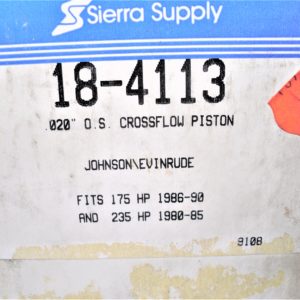 Sierra Supply
18-4113
.020" O.S. CROSSFLOW PISTON
JOHNSON\EVINRUDE
FITS 175 HP 1986-90
AND 235 HP 1980-85
9108